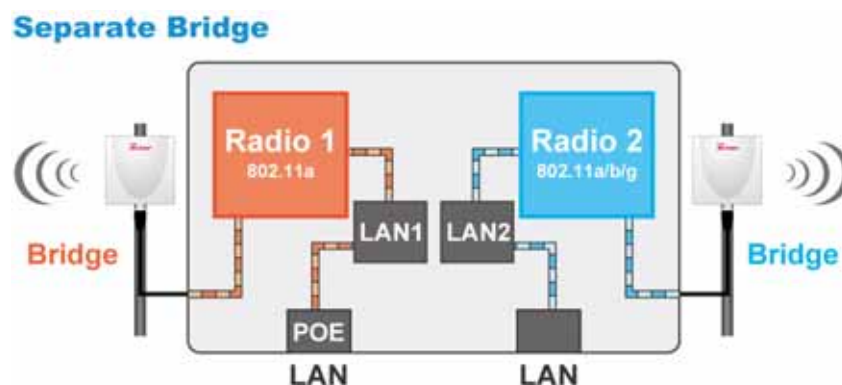 Separate Bridge
Radio 1
802.11a
Radio 2
802.11a/b/g
LAN1
LAN2
Bridge
Bridge
POE
LAN
LAN